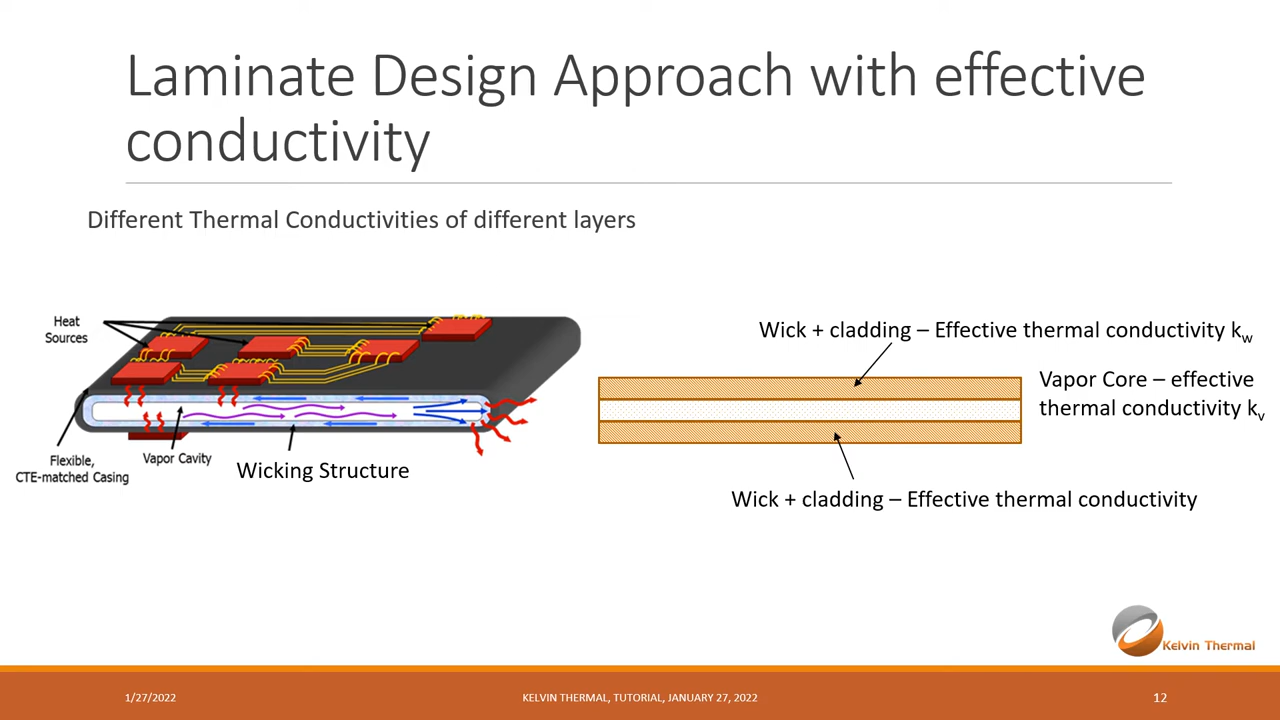 Laminate Design Approach with effective
conductivity
Different Thermal Conductivities of different layers
Heat
Sources
Flexible,
CTE-matched Casing
Vapor Cavity
Wicking Structure
Wick + cladding – Effective thermal conductivity kw
Vapor Core – effective
thermal conductivity kv
Wick + cladding – Effective thermal conductivity
Kelvin Thermal
1/27/2022
KELVIN THERMAL, TUTORIAL, JANUARY 27, 2022
12